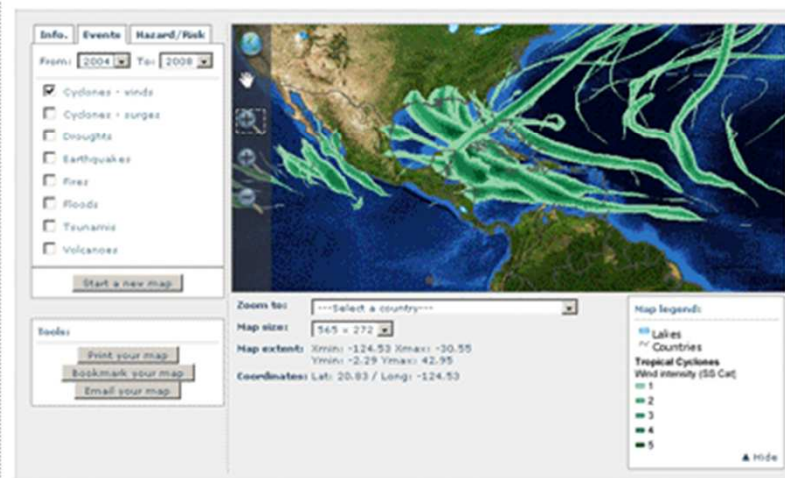 Info. Events Hazard/Risk
From: 2004 To: 2008
Cyclones - winds
Cyclones - surges
Droughts
Earthquakes
Fires
Floods
Tsunamis
Volcanoes
Start a new map
Tools:
Print your map
Bookmark your map
Email your map
Zoom to: ---Select a country---
Map size: 565 x 272
Map extent: Xmin: -124.53 Xmax: -30.55
Ymin: -2.29 Ymax: 42.95
Coordinates: Lat: 20.83 / Long: -124.53
Map legend:
Lakes
Countries
Tropical Cyclones
Wind intensity (SS Cat)
1
2
3
4
5
Hide